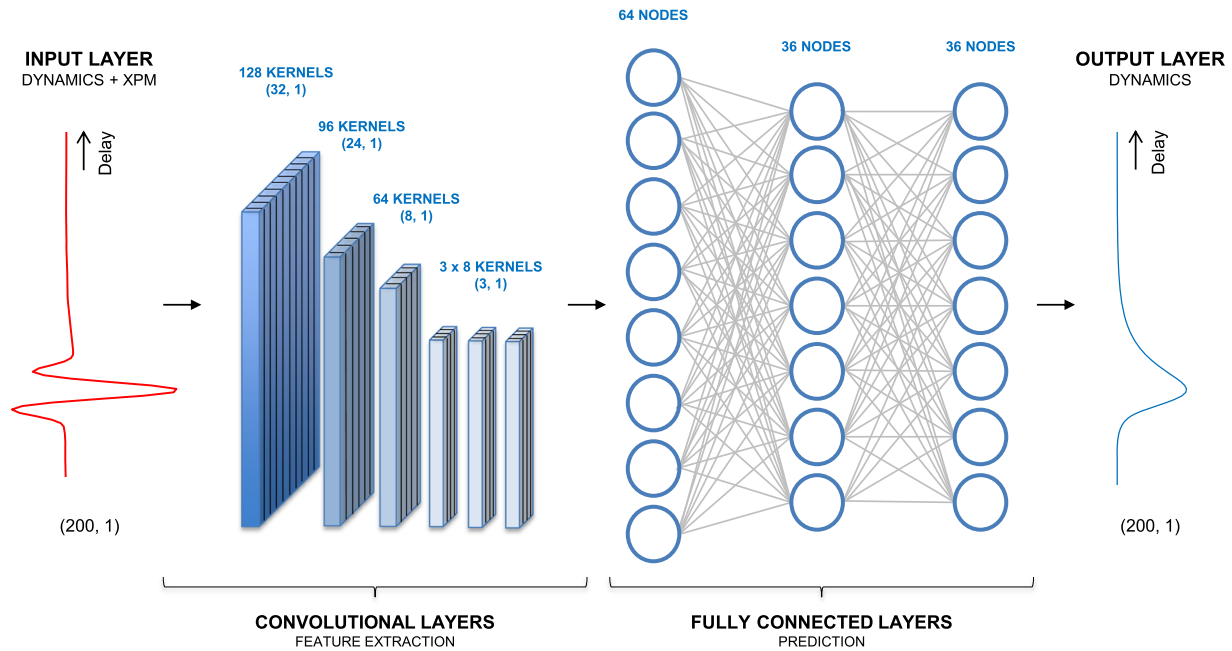 INPUT LAYER
DYNAMICS + XPM
Delay
(200, 1)
128 KERNELS
(32, 1)
96 KERNELS
(24, 1)
64 KERNELS
(8, 1)
3 x 8 KERNELS
(3, 1)
CONVOLUTIONAL LAYERS
FEATURE EXTRACTION
64 NODES
36 NODES
36 NODES
FULLY CONNECTED LAYERS
PREDICTION
OUTPUT LAYER
DYNAMICS
Delay
(200, 1)